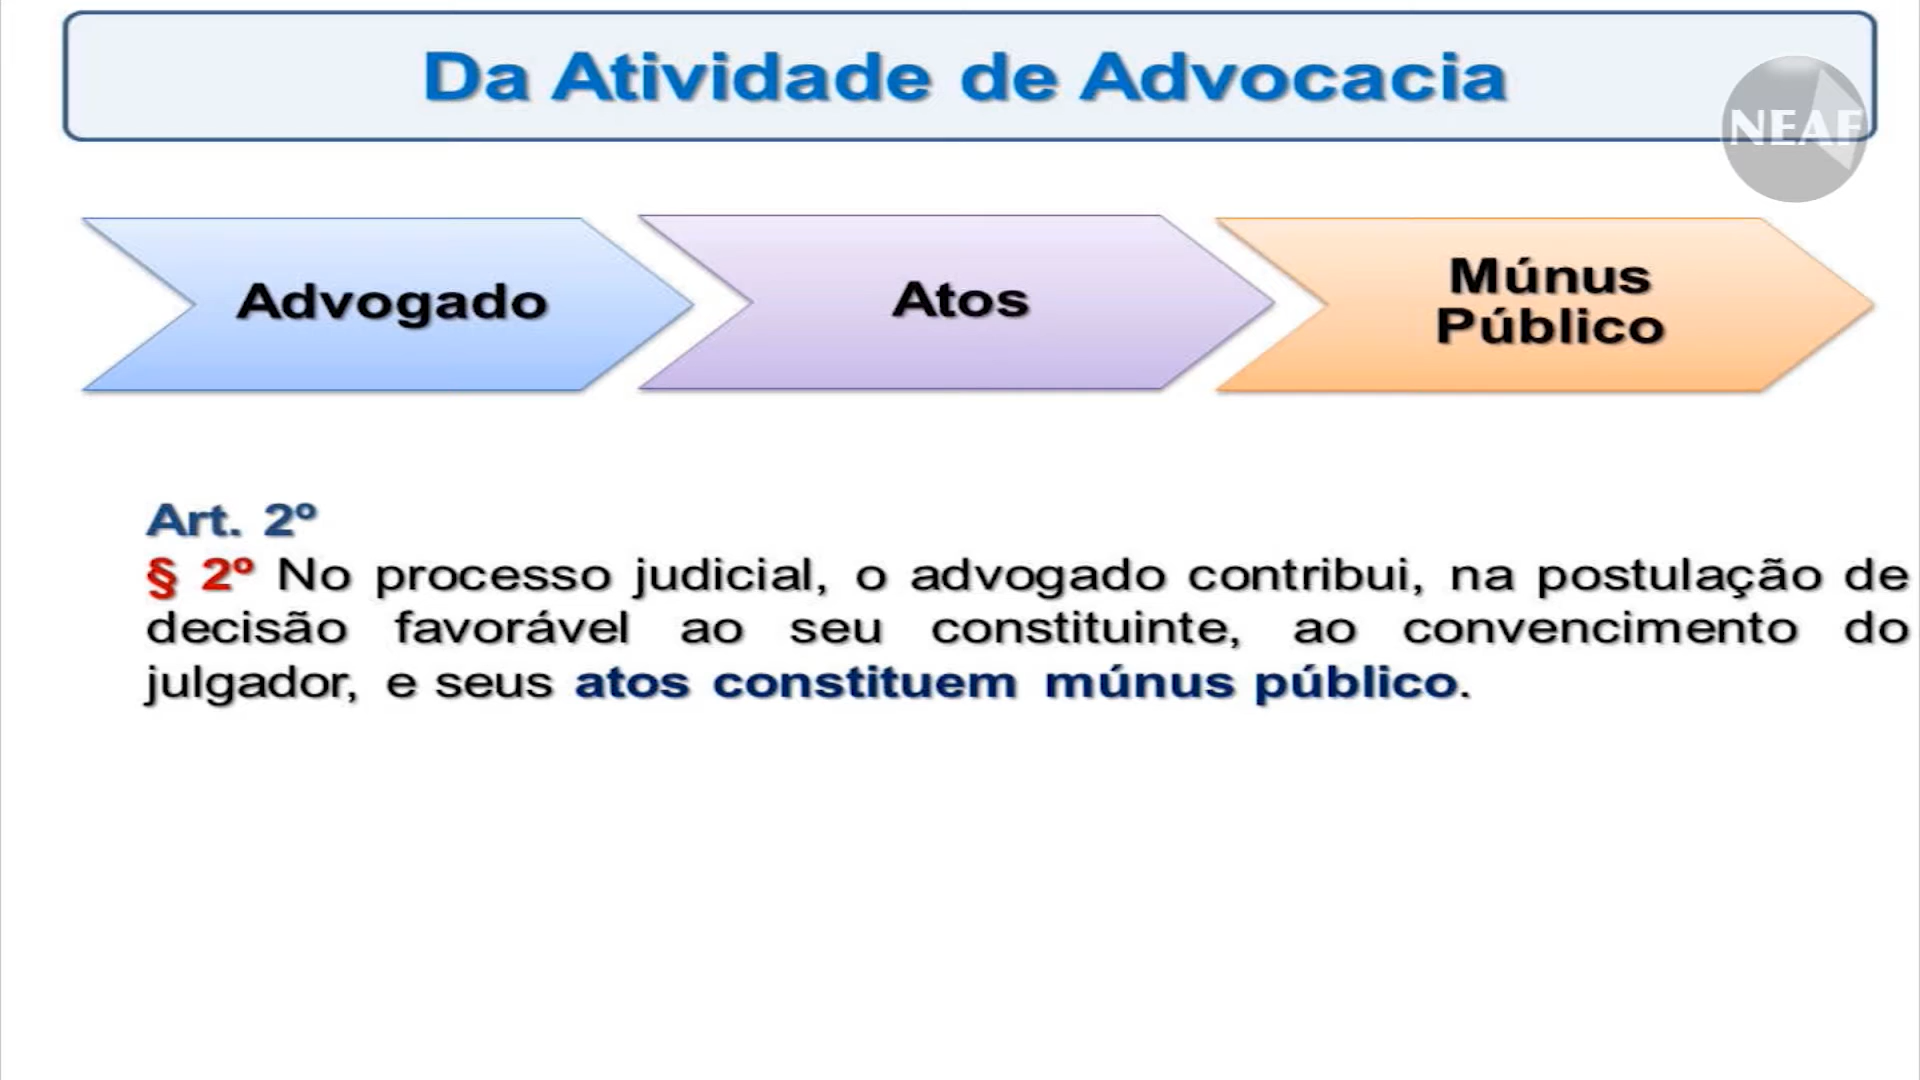 Da Atividade de Advocacia
NEAF
Advogado
Atos
Múnus
Público
Art. 2º
§ 2º No processo judicial, o advogado contribui, na postulação de
decisão favorável ao seu constituinte, ao convencimento do
julgador, e seus atos constituem múnus público.